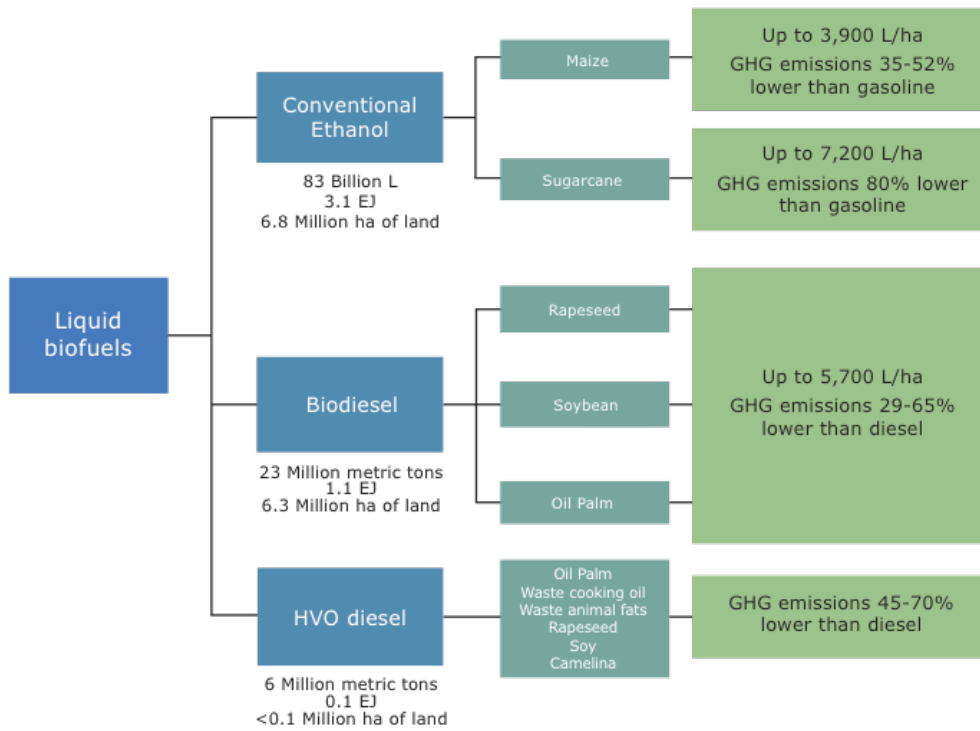 Liquid
biofuels
Conventional
Ethanol
83 Billion L
3.1 EJ
6.8 Million ha of land
Maize
Up to 3,900 L/ha
GHG emissions 35-52%
lower than gasoline
Sugarcane
Up to 7,200 L/ha
GHG emissions 80% lower
than gasoline
Biodiesel
23 Million metric tons
1.1 EJ
6.3 Million ha of land
Rapeseed
Soybean
Oil Palm
Up to 5,700 L/ha
GHG emissions 29-65%
lower than diesel
HVO diesel
6 Million metric tons
0.1 EJ
<0.1 Million ha of land
Oil Palm
Waste cooking oil
Waste animal fats
Rapeseed
Soy
Camelina
GHG emissions 45-70%
lower than diesel